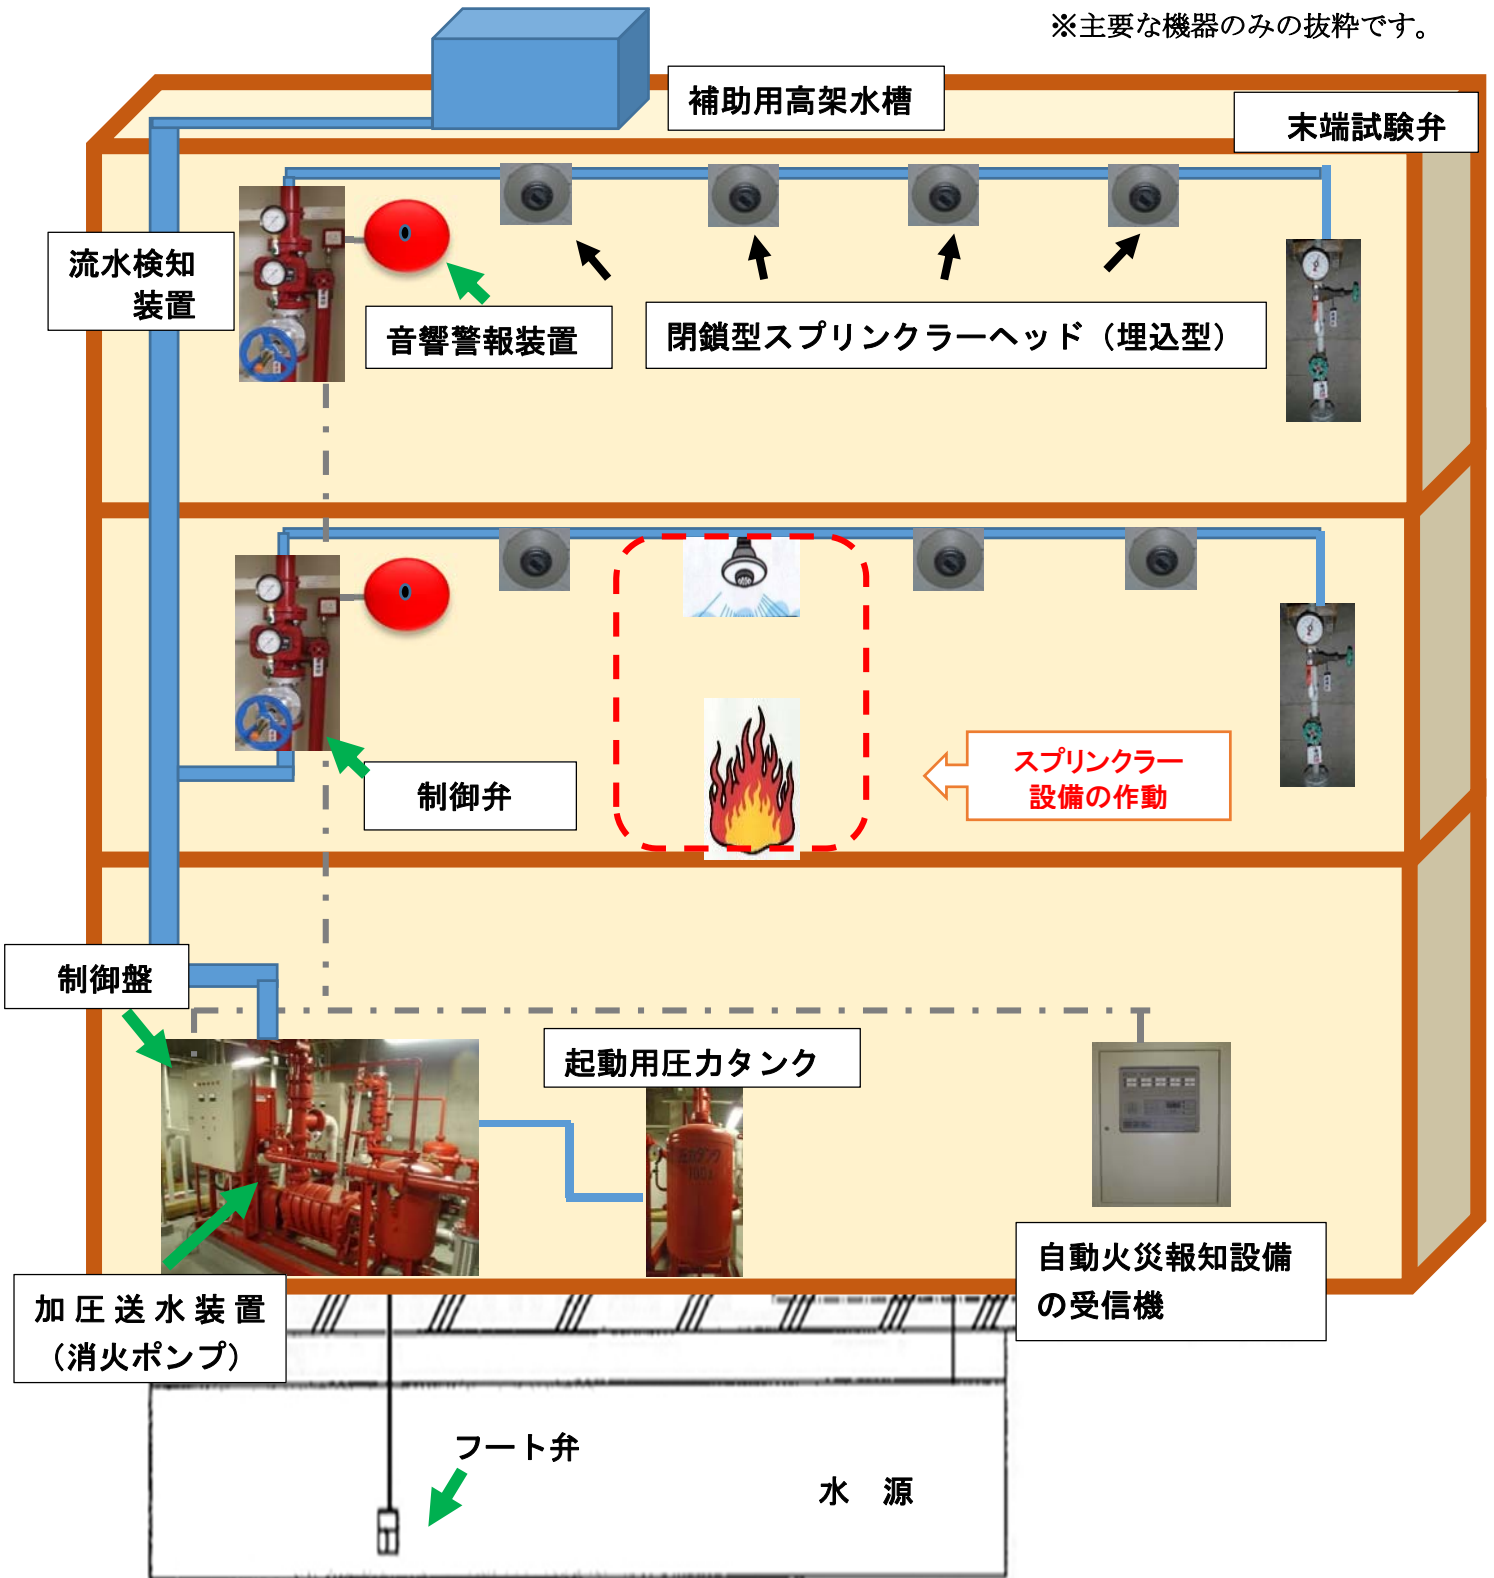 ※主要な機器のみの抜粋です。
補助用高架水槽
末端試験弁
流水検知
装置
音響警報装置
閉鎖型スプリンクラーヘッド（埋込型）
制御弁
スプリンクラー
設備の作動
制御盤
起動用圧力タンク
自動火災報知設備
の受信機
加圧送水装置
（消火ポンプ）
フート弁
水　源